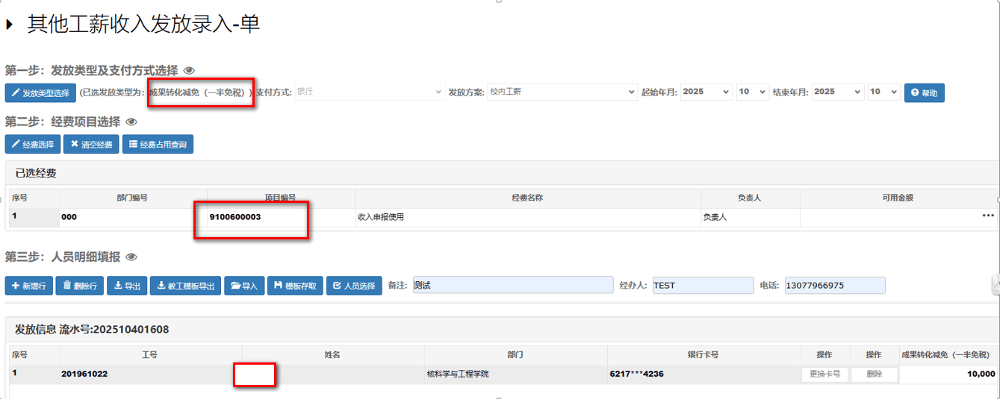 其他工薪收入发放录入-单
第一步：发放类型及支付方式选择
发放类型选择 (已选发放类型为: 成果转化减免（一半免税）) 支付方式: 银行 发放方案: 校内工薪 起始年月: 2025 10 结束年月: 2025 10 帮助
第二步：经费项目选择
经费选择 清空经费 经费占用查询
已选经费
序号 部门编号 项目编号 经费名称 负责人 可用金额
1 000 9100600003 收入申报使用 负责人 •••
第三步：人员明细填报
新增行 删除行 导出 教工模板导出 导入 模板存取 人员选择 备注: 测试 经办人: TEST 电话: 13077966975
发放信息 流水号:202510401608
序号 工号 姓名 部门 银行卡号 操作 操作 成果转化减免（一半免税）
1 201961022 核科学与工程学院 6217***4236 更换卡号 删除 10,000